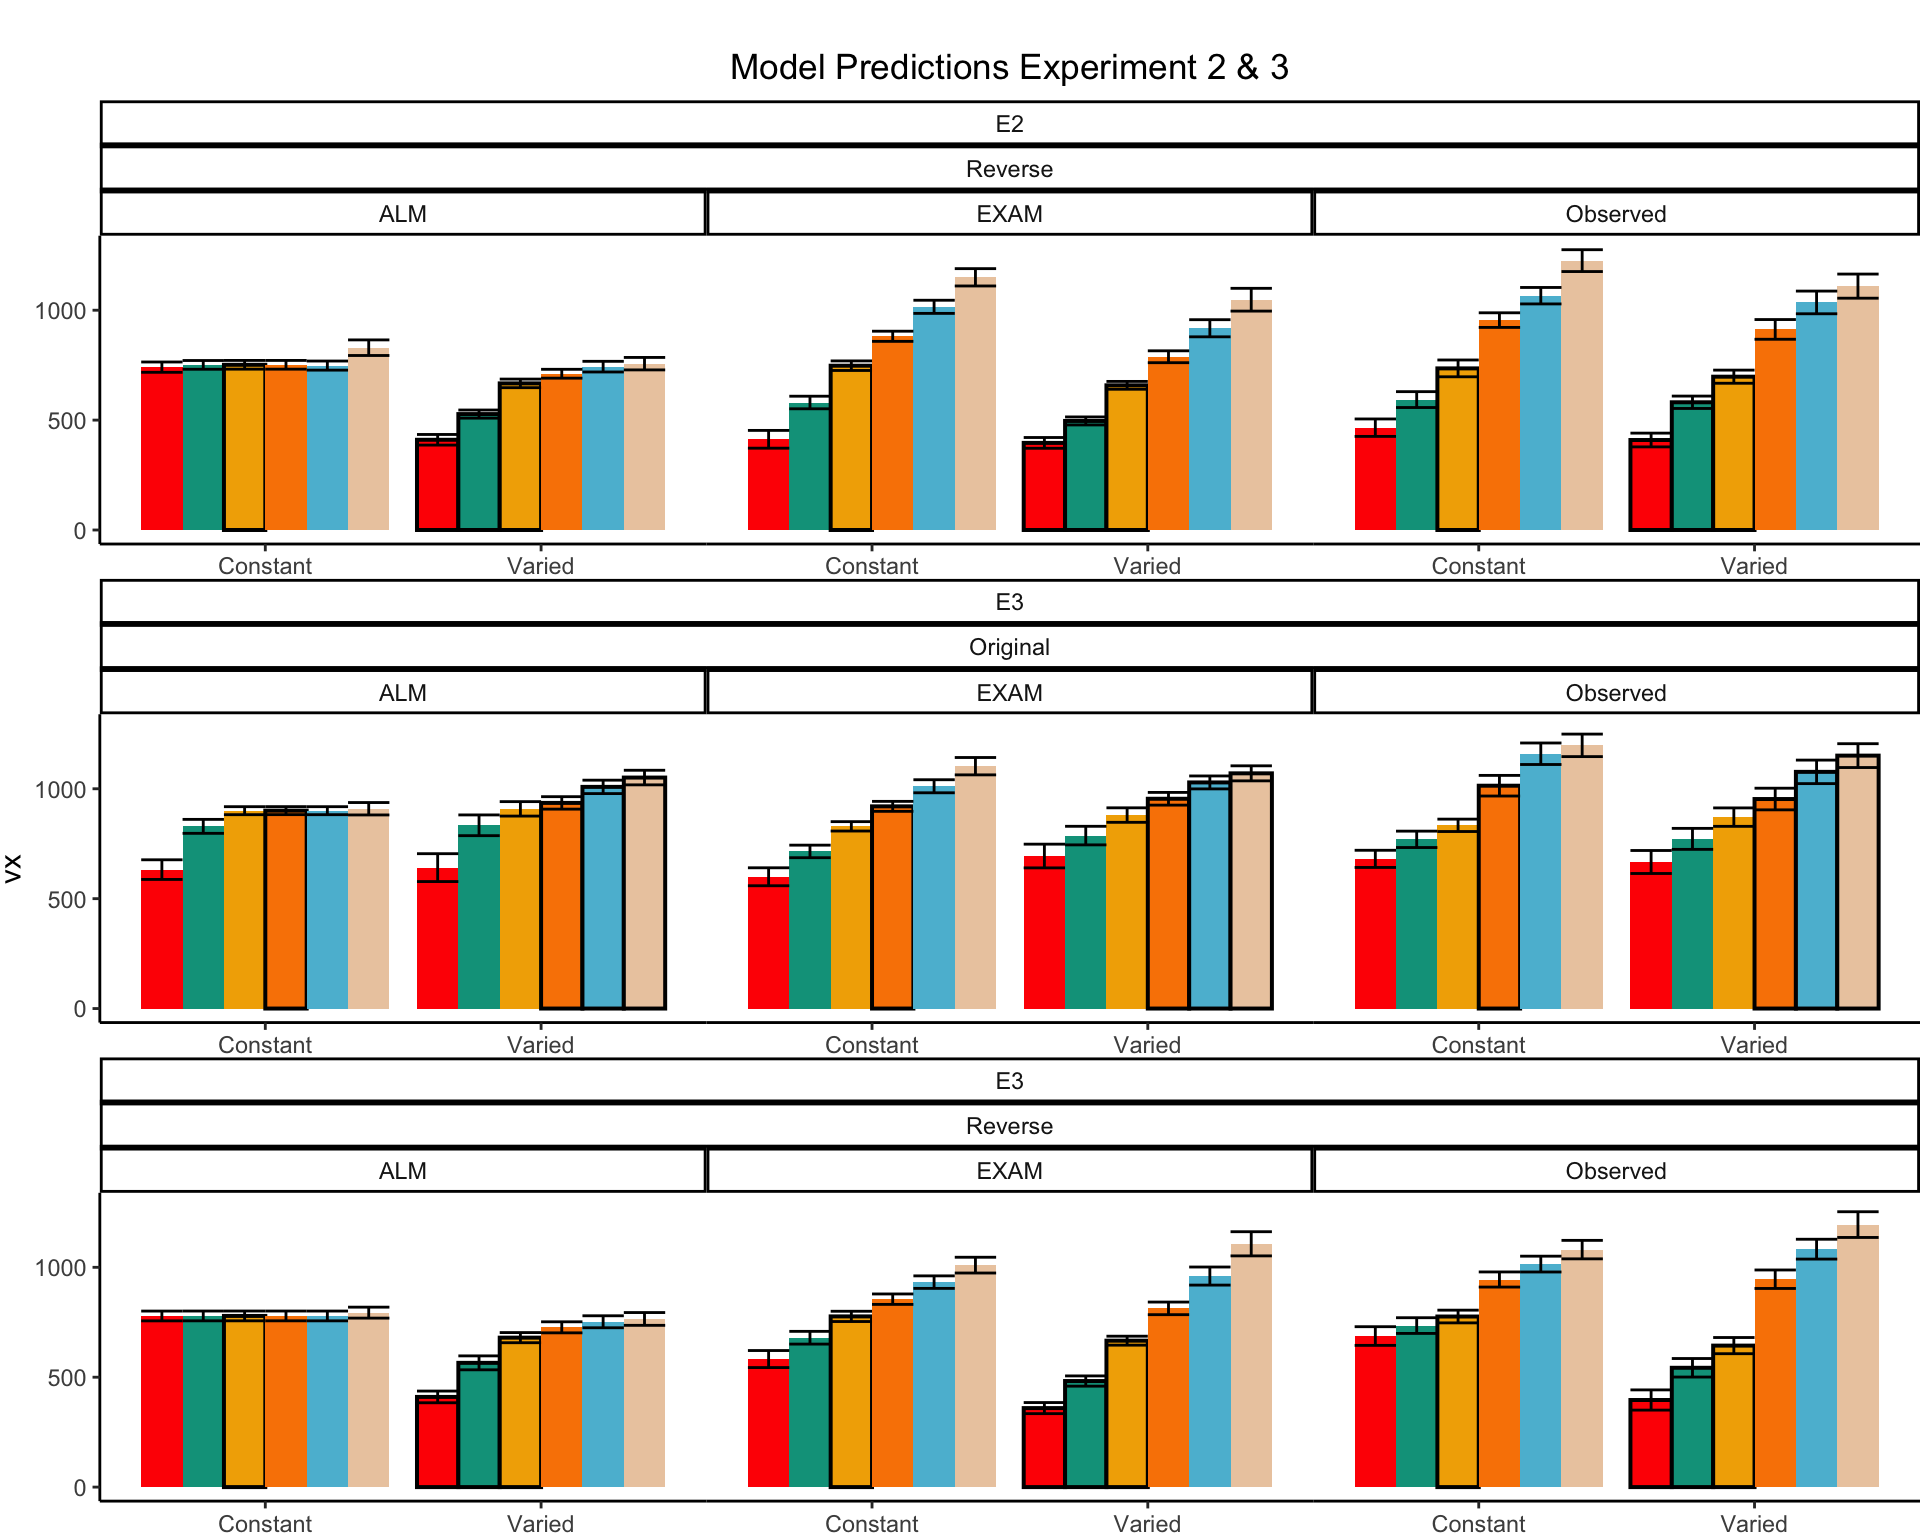 Model Predictions Experiment 2 & 3
E2
Reverse
ALM EXAM Observed
1000
500
0
Constant Varied Constant Varied Constant Varied
E3
Original
ALM EXAM Observed
1000
500
0
Constant Varied Constant Varied Constant Varied
vx
E3
Reverse
ALM EXAM Observed
1000
500
0
Constant Varied Constant Varied Constant Varied